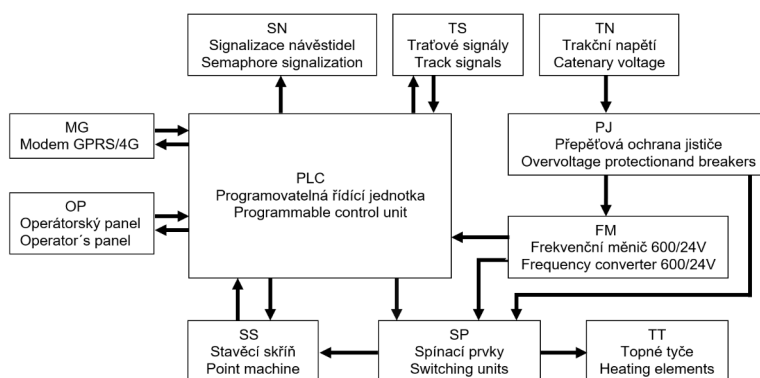 SN
Signalizace návěstidel
Semaphore signalization
TS
Traťové signály
Track signals
TN
Trakční napětí
Catenary voltage
MG
Modem GPRS/4G
PLC
Programovatelná řídící jednotka
Programmable control unit
PJ
Přepěťová ochrana jističe
Overvoltage protectionand breakers
OP
Operátorský panel
Operator´s panel
FM
Frekvenční měnič 600/24V
Frequency converter 600/24V
SS
Stavěcí skříň
Point machine
SP
Spínací prvky
Switching units
TT
Topné tyče
Heating elements